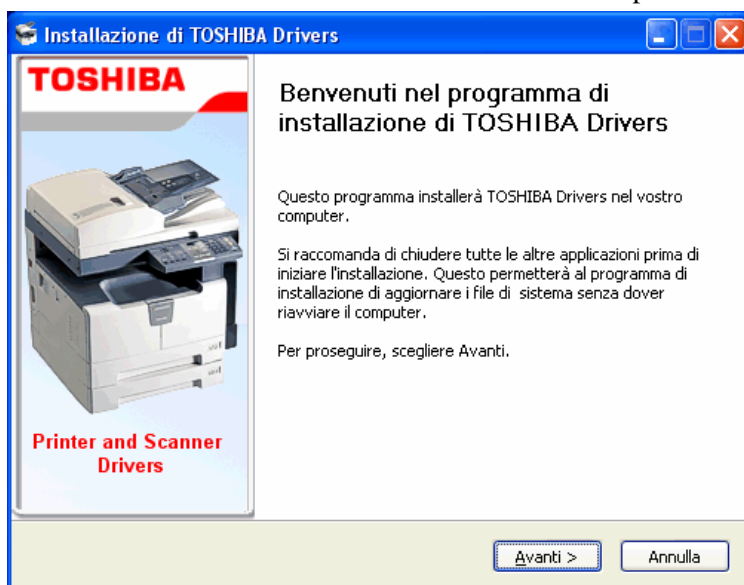 Installazione di TOSHIBA Drivers
TOSHIBA
Benvenuti nel programma di
installazione di TOSHIBA Drivers
Questo programma installerà TOSHIBA Drivers nel vostro
computer.
Si raccomanda di chiudere tutte le altre applicazioni prima di
iniziare l'installazione. Questo permetterà al programma di
installazione di aggiornare i file di sistema senza dover
riavviare il computer.
Per proseguire, scegliere Avanti.
Printer and Scanner
Drivers
Avanti >
Annulla